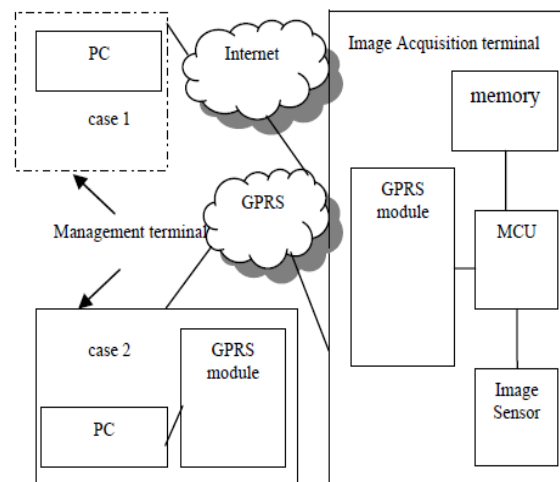 PC
case 1
Internet
Image Acquisition terminal
memory
GPRS
module
MCU
Image
Sensor
GPRS
Management terminal
case 2
GPRS
module
PC